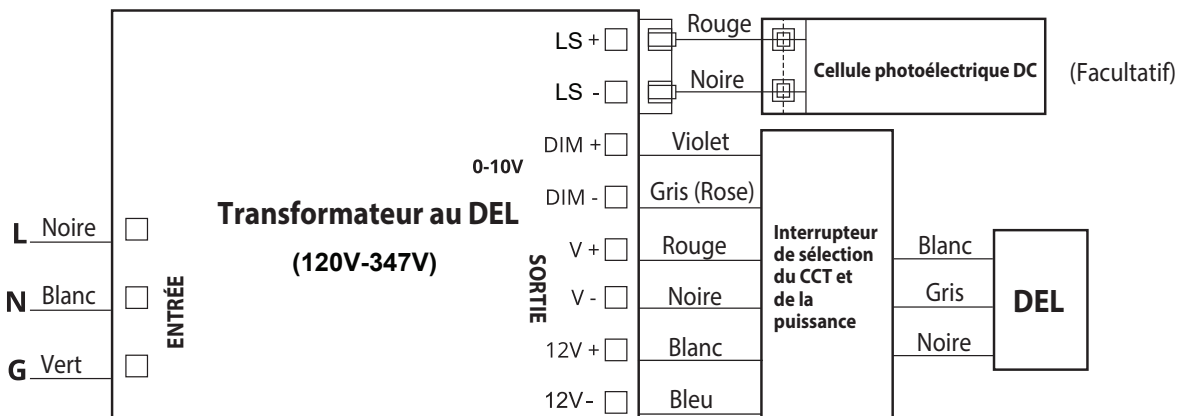 LS +
Rouge
Cellule photoélectrique DC
(Facultatif)
LS -
Noire
DIM +
Violet
0-10V
DIM -
Gris (Rose)
Transformateur au DEL
(120V-347V)
L
Noire
N
Blanc
G
Vert
ENTRÉE
SORTIE
V +
Rouge
V -
Noire
12V +
Blanc
12V-
Bleu
Interrupteur
de sélection
du CCT et
de la
puissance
Blanc
Gris
Noire
DEL